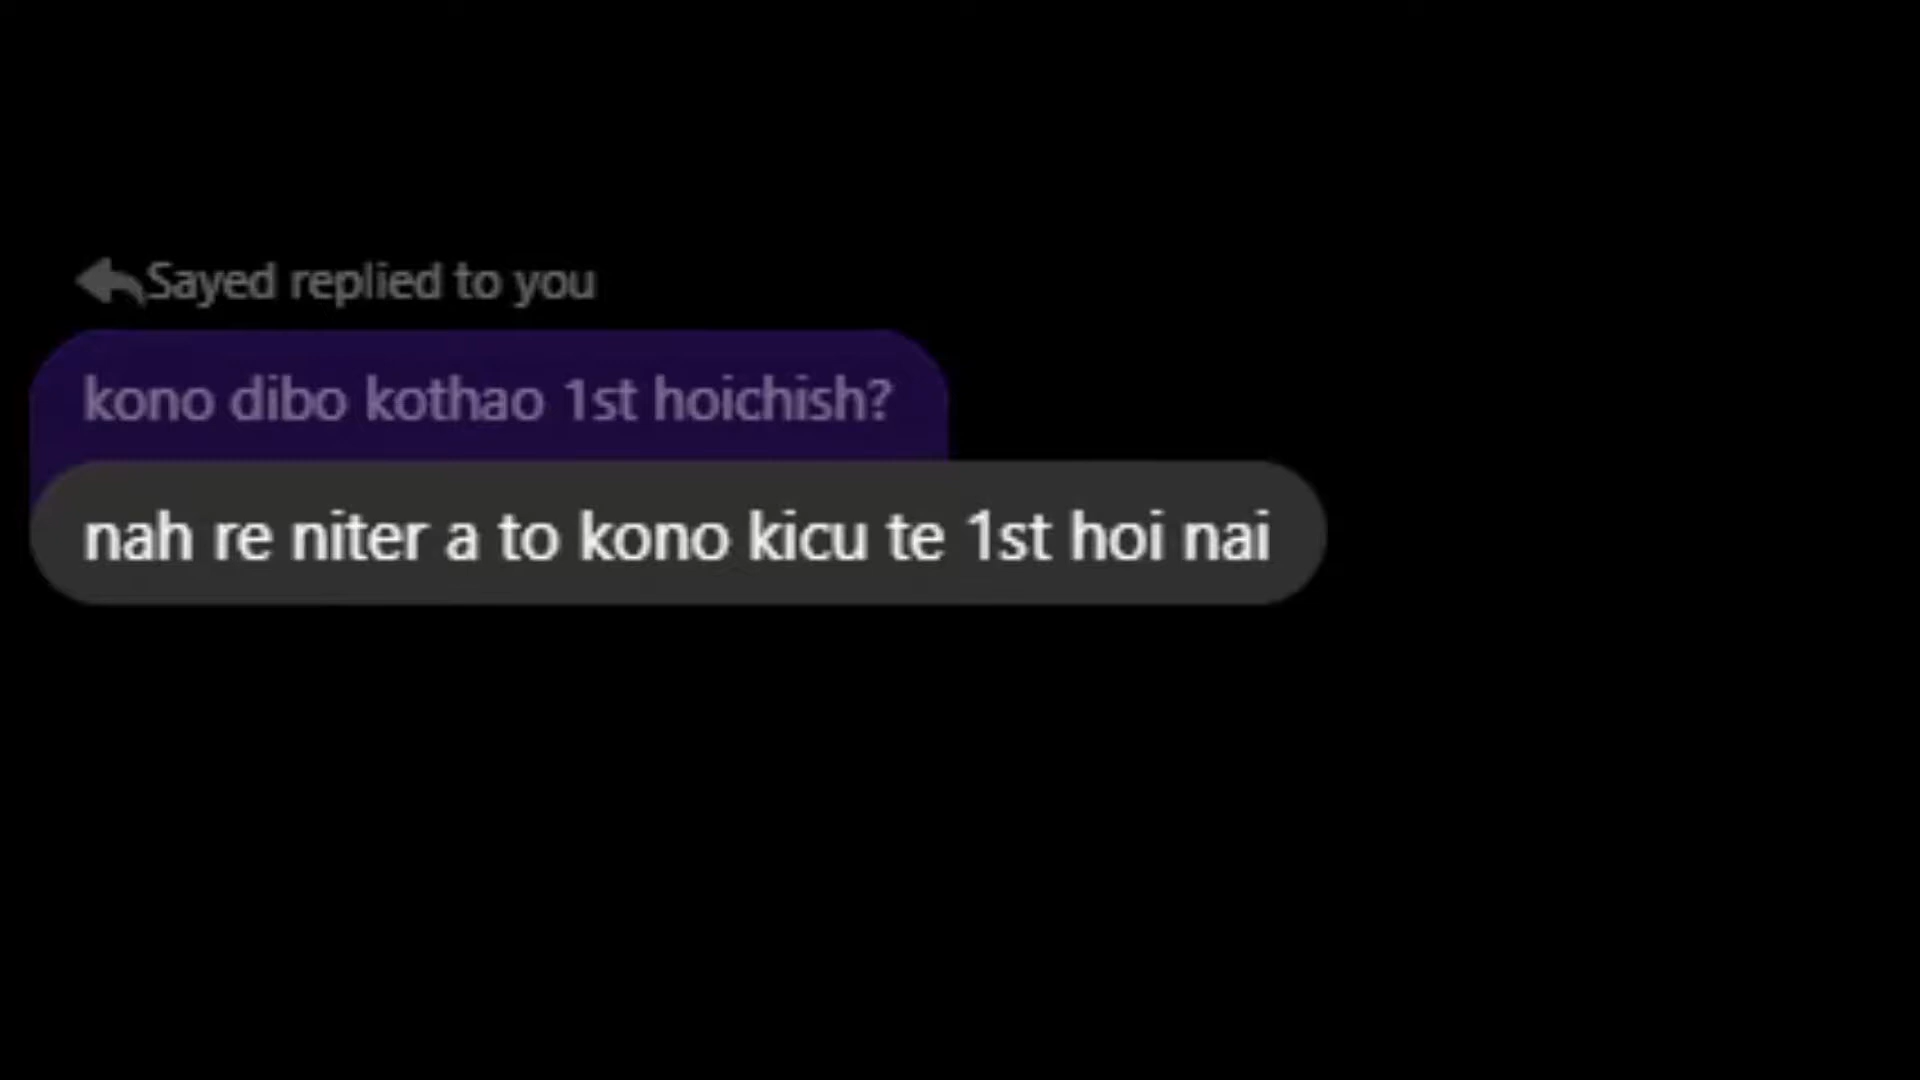 Sayed replied to you
kono dibo kothao 1st hoichish?
nah re niter a to kono kicu te 1st hoi nai